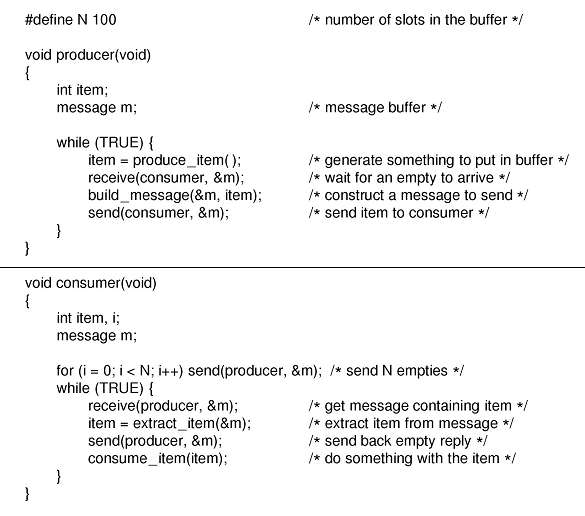 #define N 100 /* number of slots in the buffer */
void producer(void)
{
int item;
message m; /* message buffer */
while (TRUE) {
item = produce_item( ); /* generate something to put in buffer */
receive(consumer, &m); /* wait for an empty to arrive */
build_message(&m, item); /* construct a message to send */
send(consumer, &m); /* send item to consumer */
}
}
void consumer(void)
{
int item, i;
message m;
for (i = 0; i < N; i++) send(producer, &m); /* send N empties */
while (TRUE) {
receive(producer, &m); /* get message containing item */
item = extract_item(&m); /* extract item from message */
send(producer, &m); /* send back empty reply */
consume_item(item); /* do something with the item */
}
}